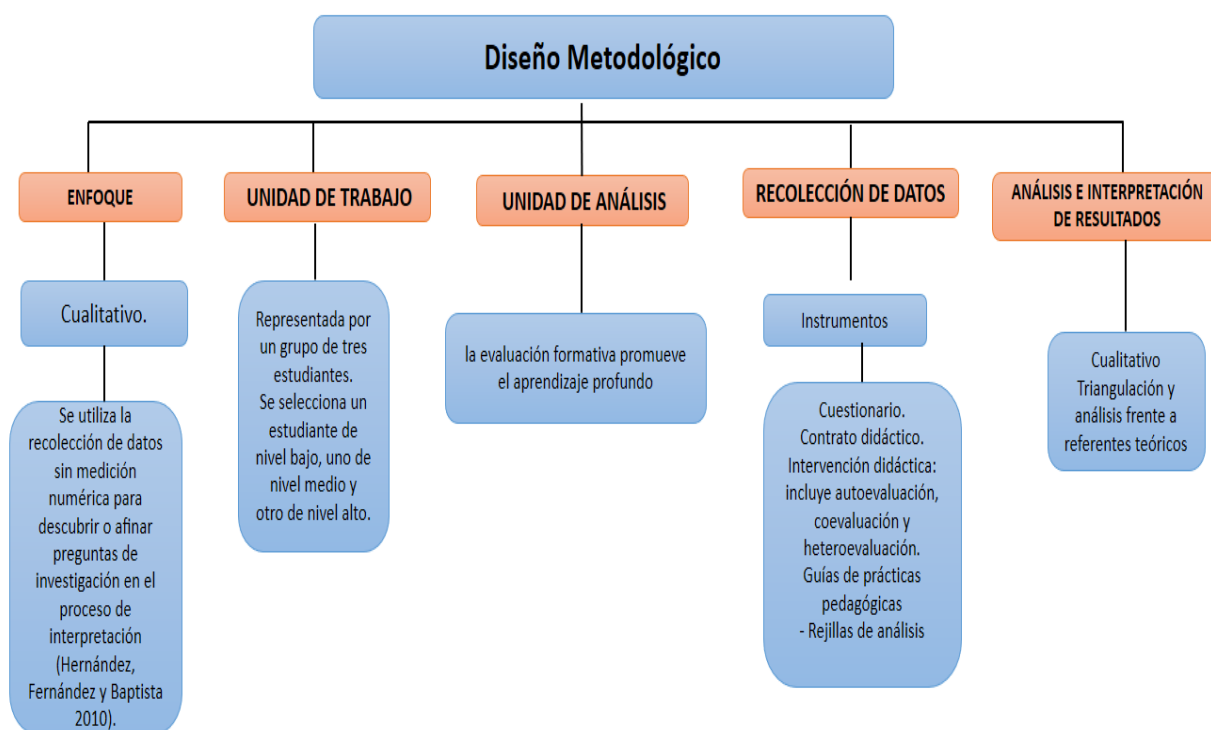 Diseño Metodológico
ENFOQUE
Cualitativo.
Se utiliza la
recolección de datos
sin medición
numérica para
descubrir o afinar
preguntas de
investigación en el
proceso de
interpretación
(Hernández,
Fernández y Baptista
2010).
UNIDAD DE TRABAJO
Representada por
un grupo de tres
estudiantes.
Se selecciona un
estudiante de
nivel bajo, uno de
nivel medio y
otro de nivel alto.
UNIDAD DE ANÁLISIS
la evaluación formativa promueve
el aprendizaje profundo
RECOLECCIÓN DE DATOS
Instrumentos
Cuestionario.
Contrato didáctico.
Intervención didáctica:
incluye autoevaluación,
coevaluación y
heteroevaluación.
Guías de prácticas
pedagógicas
- Rejillas de análisis
ANÁLISIS E INTERPRETACIÓN
DE RESULTADOS
Cualitativo
Triangulación y
análisis frente a
referentes teóricos